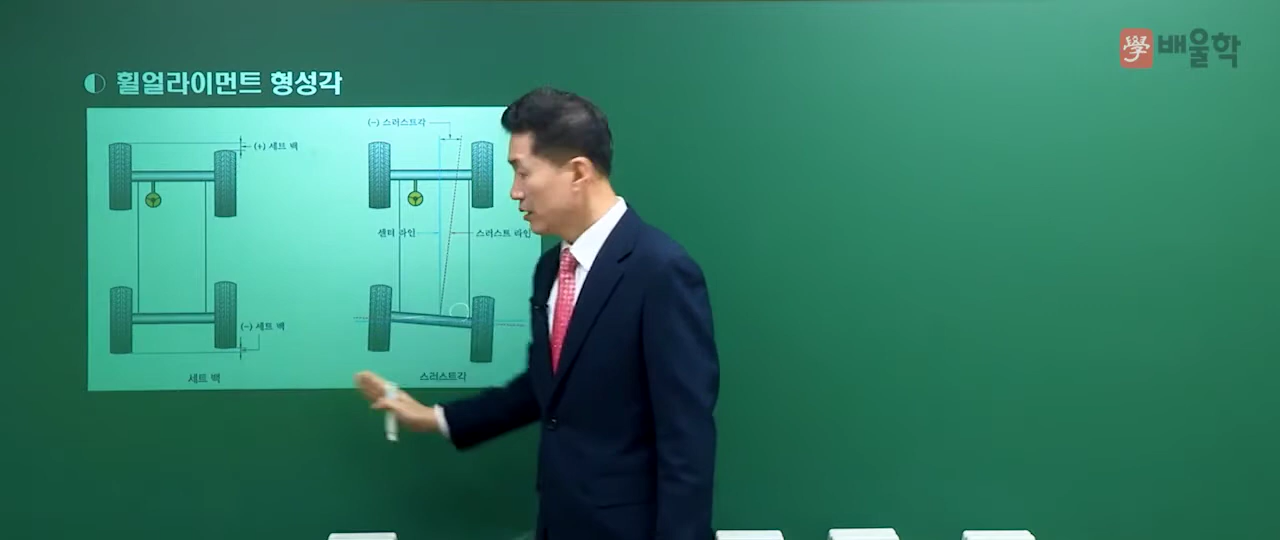 學 배울학
휠얼라이먼트 형성각
(+) 세트 백
(-) 세트 백
세트 백
(-) 스러스트각
센터 라인
스러스트 라인
스러스트각